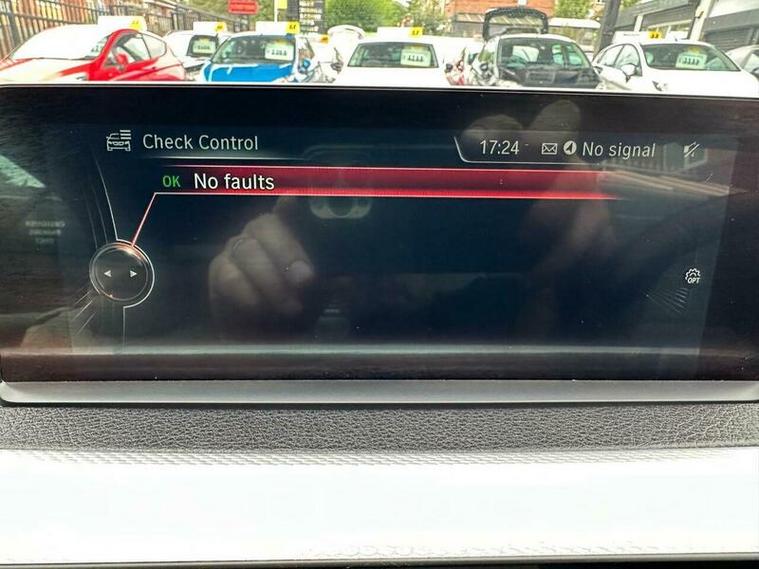 Check Control
17:24
No signal
OK No faults
OPT